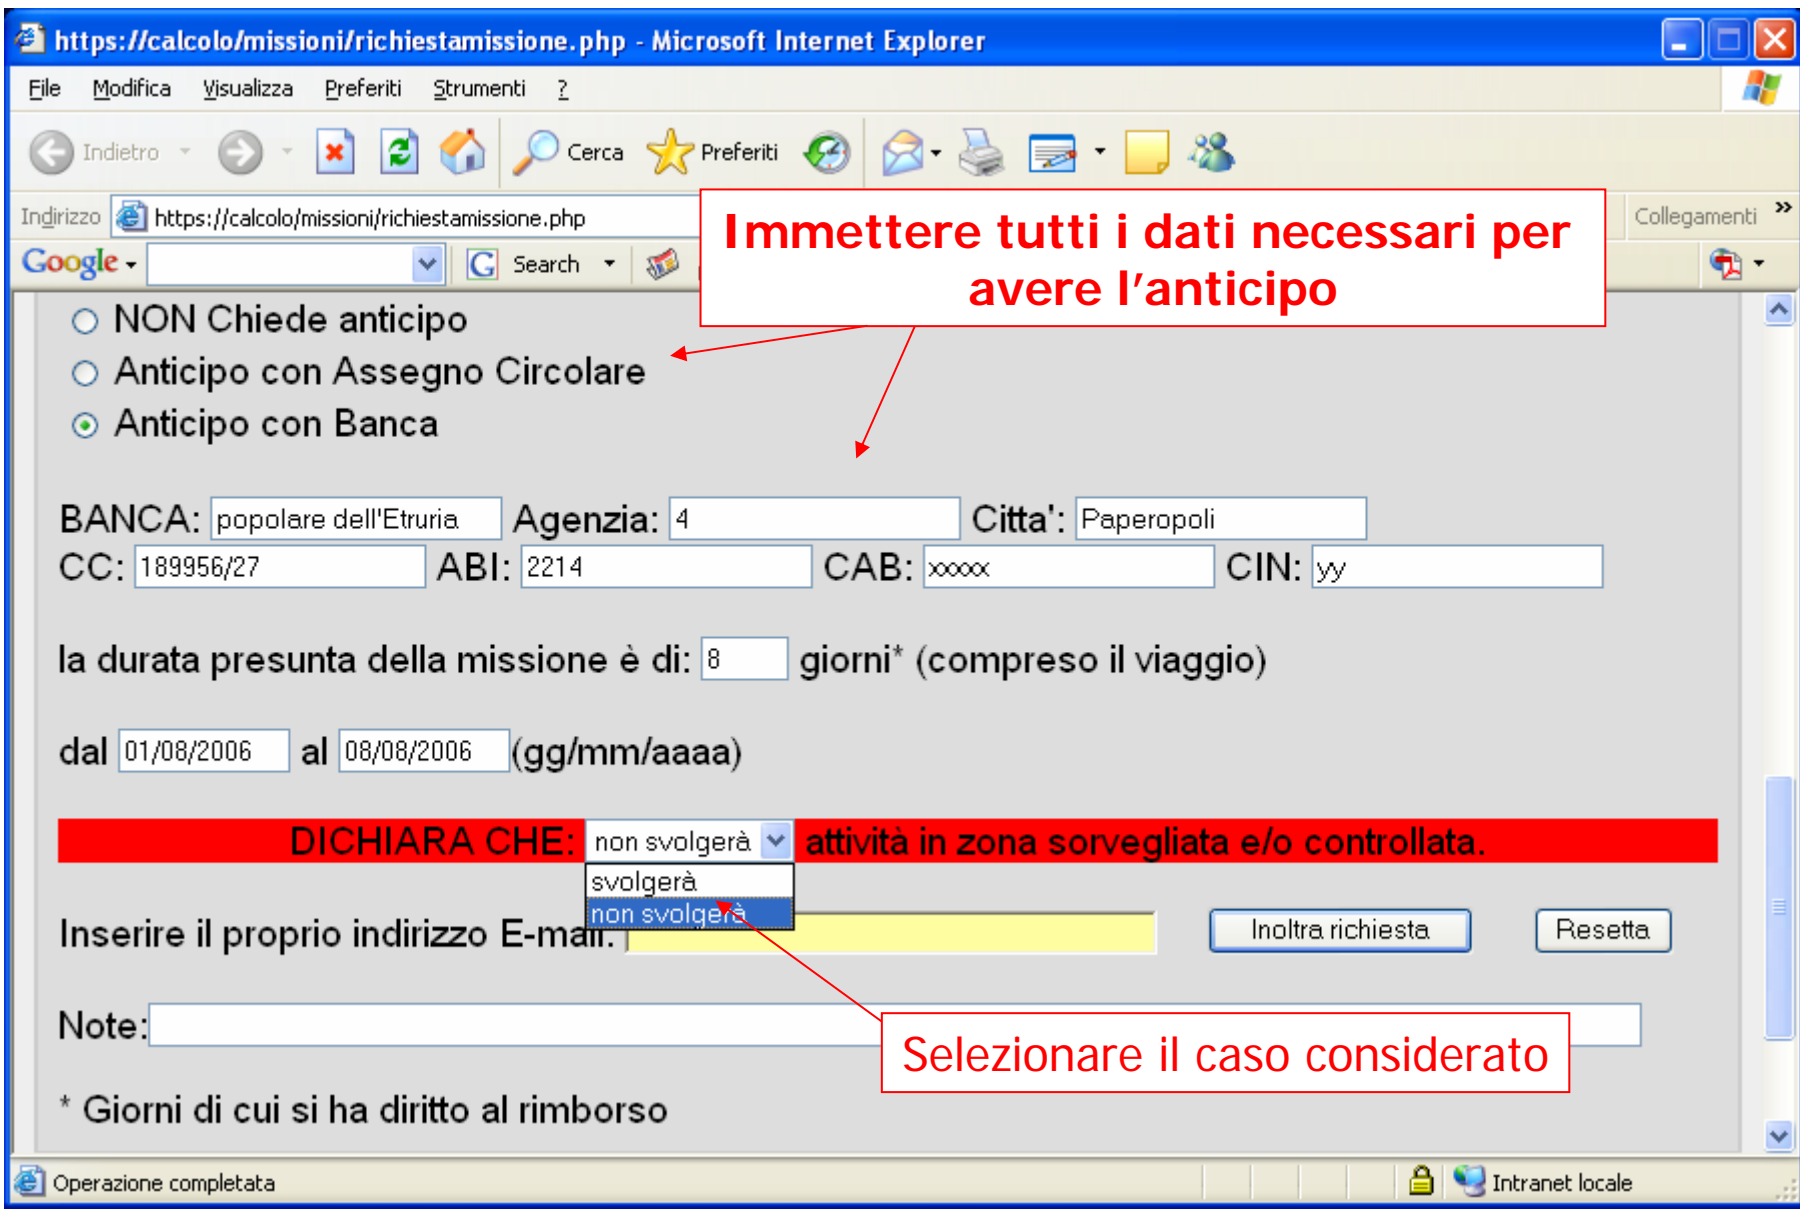 https://calcolo/missioni/richiestamissione.php - Microsoft Internet Explorer
File Modifica Visualizza Preferiti Strumenti ?
Indietro Cerca Preferiti
Indirizzo https://calcolo/missioni/richiestamissione.php Collegamenti »
Google G Search
Immettere tutti i dati necessari per
avere l'anticipo
NON Chiede anticipo
Anticipo con Assegno Circolare
Anticipo con Banca
BANCA: popolare dell'Etruria Agenzia: 4 Citta': Paperopoli
CC: 189956/27 ABI: 2214 CAB: xxxxx CIN: yy
la durata presunta della missione è di: 8 giorni* (compreso il viaggio)
dal 01/08/2006 al 08/08/2006 (gg/mm/aaaa)
DICHIARA CHE: non svolgerà attività in zona sorvegliata e/o controllata.
svolgerà
non svolgerà
Inserire il proprio indirizzo E-mail: Inoltra richiesta Resetta
Note:
Selezionare il caso considerato
* Giorni di cui si ha diritto al rimborso
Operazione completata Intranet locale